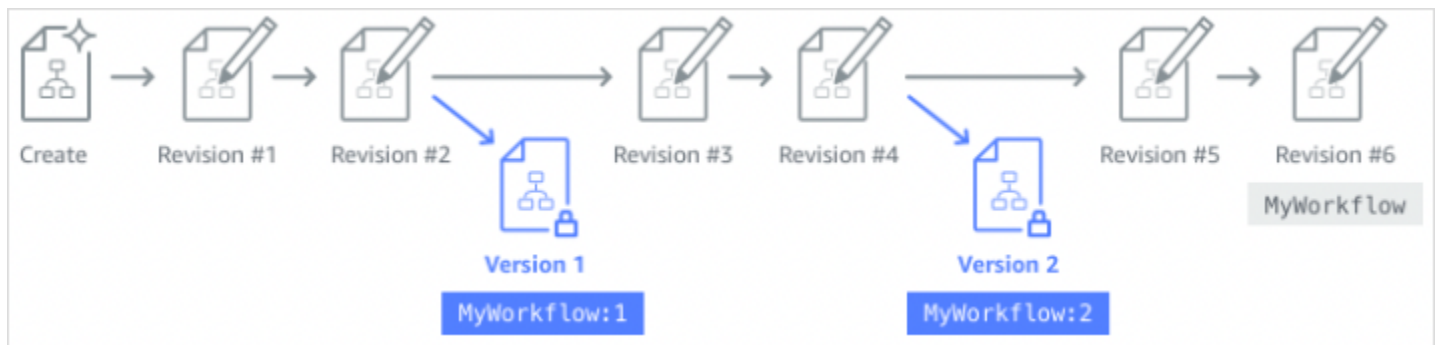 Create
Revision #1
Revision #2
Revision #3
Revision #4
Revision #5
Revision #6
MyWorkflow
Version 1
Version 2
MyWorkflow:1
MyWorkflow:2